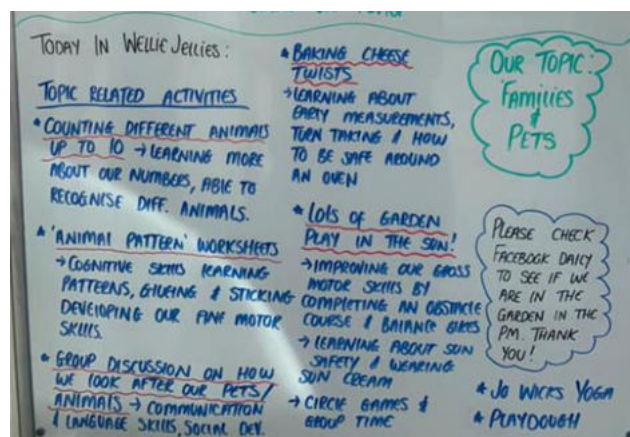 TODAY IN WELLIE JELLIES:
TOPIC RELATED ACTIVITIES
* COUNTING DIFFERENT ANIMALS
UP TO 10 → LEARNING MORE
ABOUT OUR NUMBERS, ABLE TO
RECOGNISE DIFF. ANIMALS.
* 'ANIMAL PATTERN' WORKSHEETS
→ COGNITIVE SKILLS LEARNING
PATTERNS, GLUEING & STICKING
DEVELOPING OUR FINE MOTOR
SKILLS.
* GROUP DISCUSSION ON HOW
WE LOOK AFTER OUR PETS/
ANIMALS → COMMUNICATION
& LANGUAGE SKILLS, SOCIAL DEV.
* BAKING CHEESE
TWISTS
→ LEARNING ABOUT
EARLY MEASUREMENTS,
TURN TAKING & HOW
TO BE SAFE AROUND
AN OVEN
* LOTS OF GARDEN
PLAY IN THE SUN!
→ IMPROVING OUR GROSS
MOTOR SKILLS BY
COMPLETING AN OBSTACLE
COURSE & BALANCE BIKES
→ LEARNING ABOUT SUN
SAFETY & WEARING
SUN CREAM
→ CIRCLE GAMES &
GROUP TIME
OUR TOPIC:
FAMILIES
&
PETS
PLEASE CHECK
FACEBOOK DAILY
TO SEE IF WE
ARE IN THE
GARDEN IN THE
PM. THANK
YOU!
* JO WICKS YOGA
* PLAYDOUGH